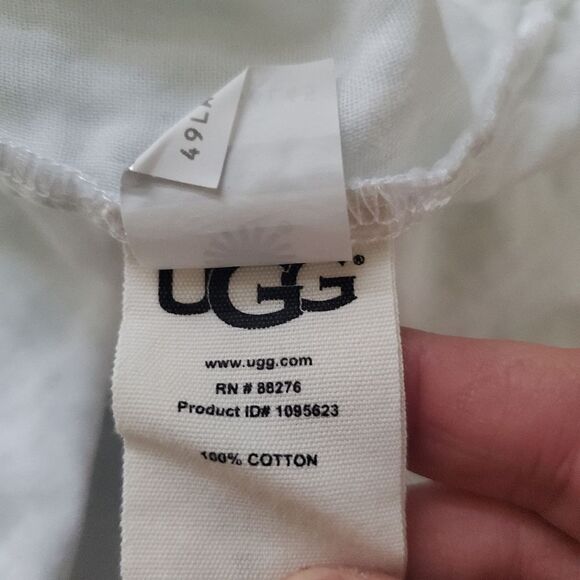 49L
UGG®
www.ugg.com
RN # 88276
Product ID# 1095623
100% COTTON